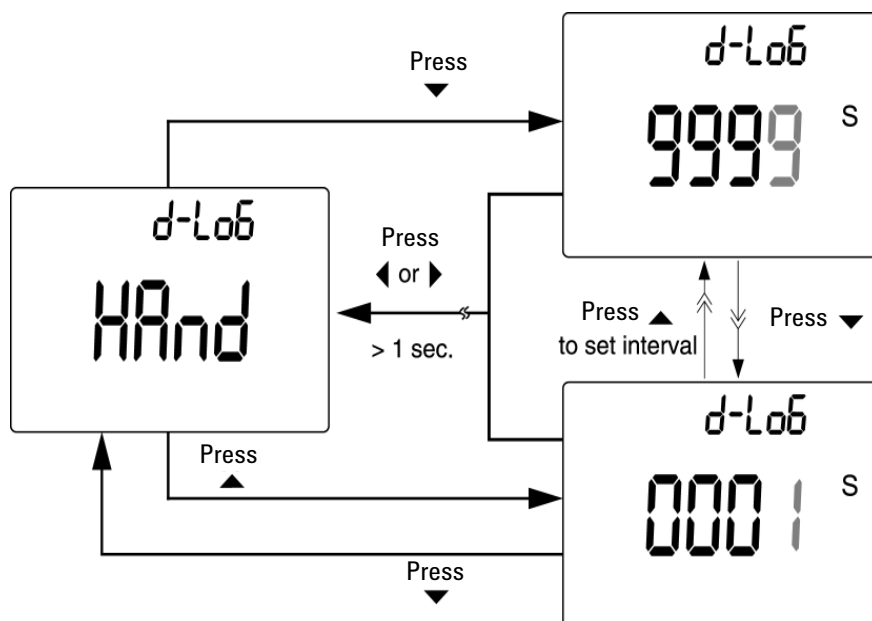 Press
▼
d-LoG
9999 S
d-LoG
HAnd
Press
◀ or ▶
> 1 sec.
Press ▲
to set interval
Press ▼
d-LoG
0001 S
Press
▲
Press
▼